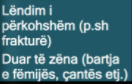 Lëndim i
përkohshëm (p.sh
frakturë)
Duar të zëna (bartja
e fëmijës, çantës etj.)